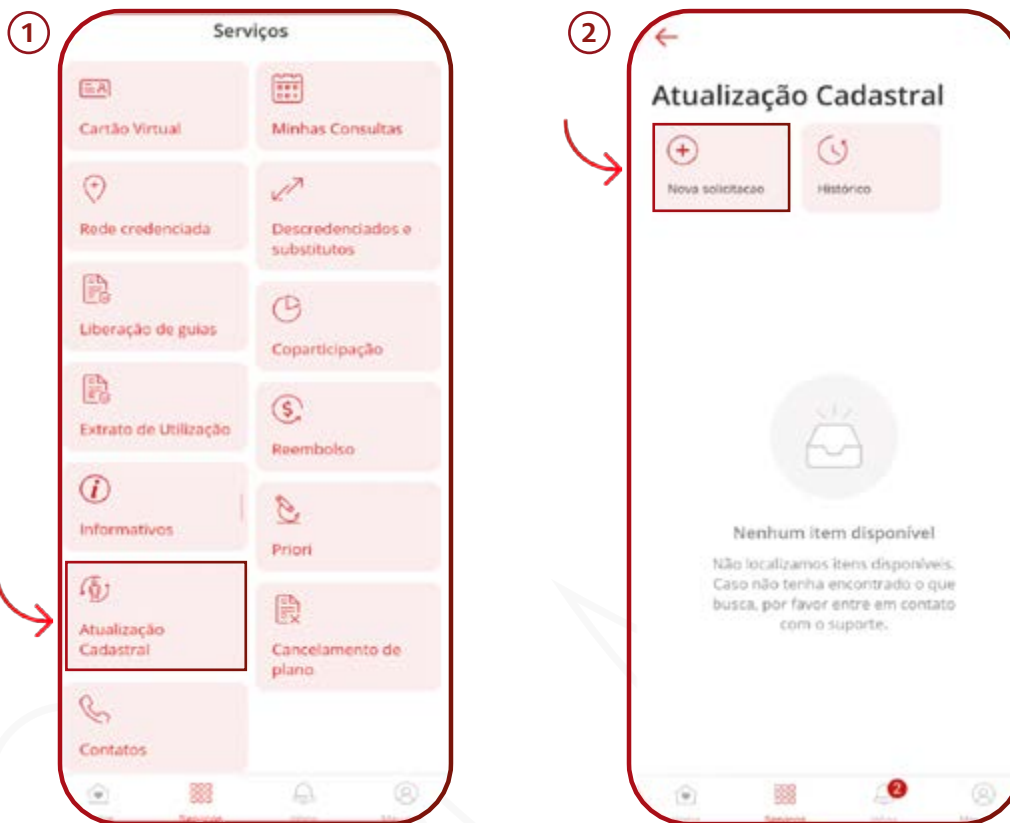 1
Serviços
Cartão Virtual
Minhas Consultas
Rede credenciada
Descredenciados e
substitutos
Liberação de guias
Coparticipação
Extrato de Utilização
Reembolso
Informativos
Priori
Atualização
Cadastral
Cancelamento de
plano
Contatos
Serviços
2
Atualização Cadastral
Nova solicitacao
Histórico
Nenhum item disponível
Não localizamos itens disponíveis.
Caso não tenha encontrado o que
busca, por favor entre em contato
com o suporte.
2
Serviços